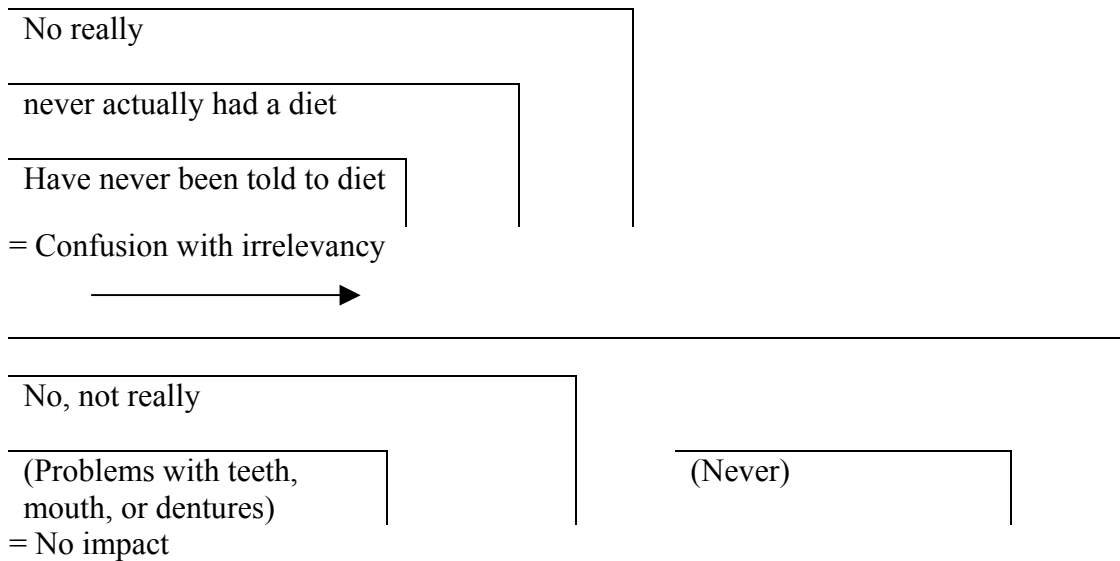 No really
never actually had a diet
Have never been told to diet
= Confusion with irrelevancy
No, not really
(Problems with teeth,
mouth, or dentures)
(Never)
= No impact